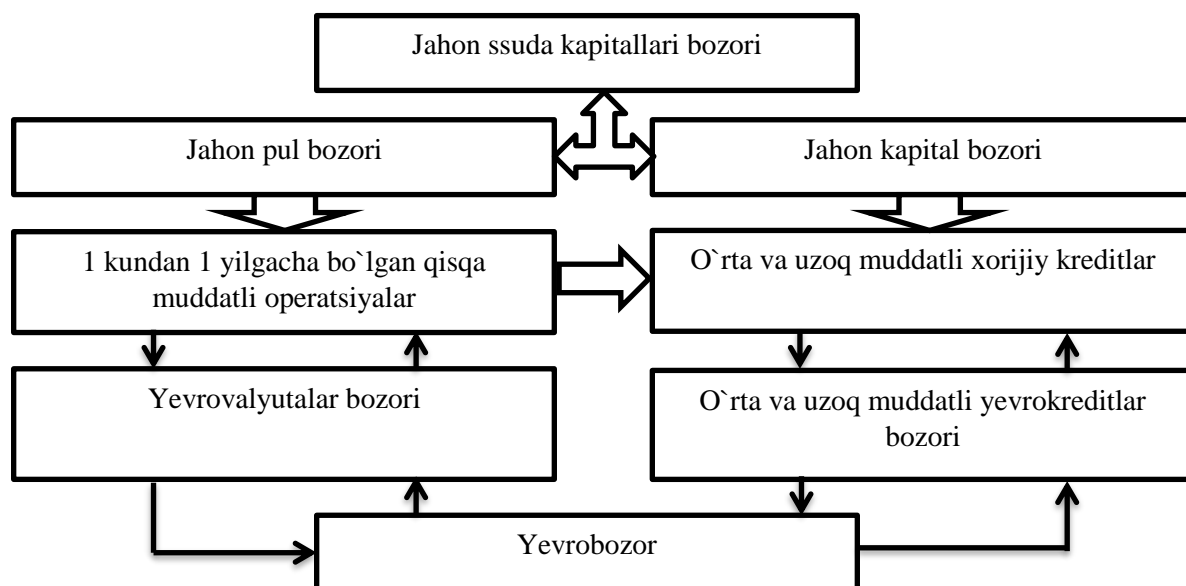 Jahon ssuda kapitallari bozori
Jahon pul bozori
Jahon kapital bozori
1 kundan 1 yilgacha bo`lgan qisqa
muddatli operatsiyalar
O`rta va uzoq muddatli xorijiy kreditlar
Yevrovalyutalar bozori
O`rta va uzoq muddatli yevrokreditlar
bozori
Yevrobozor